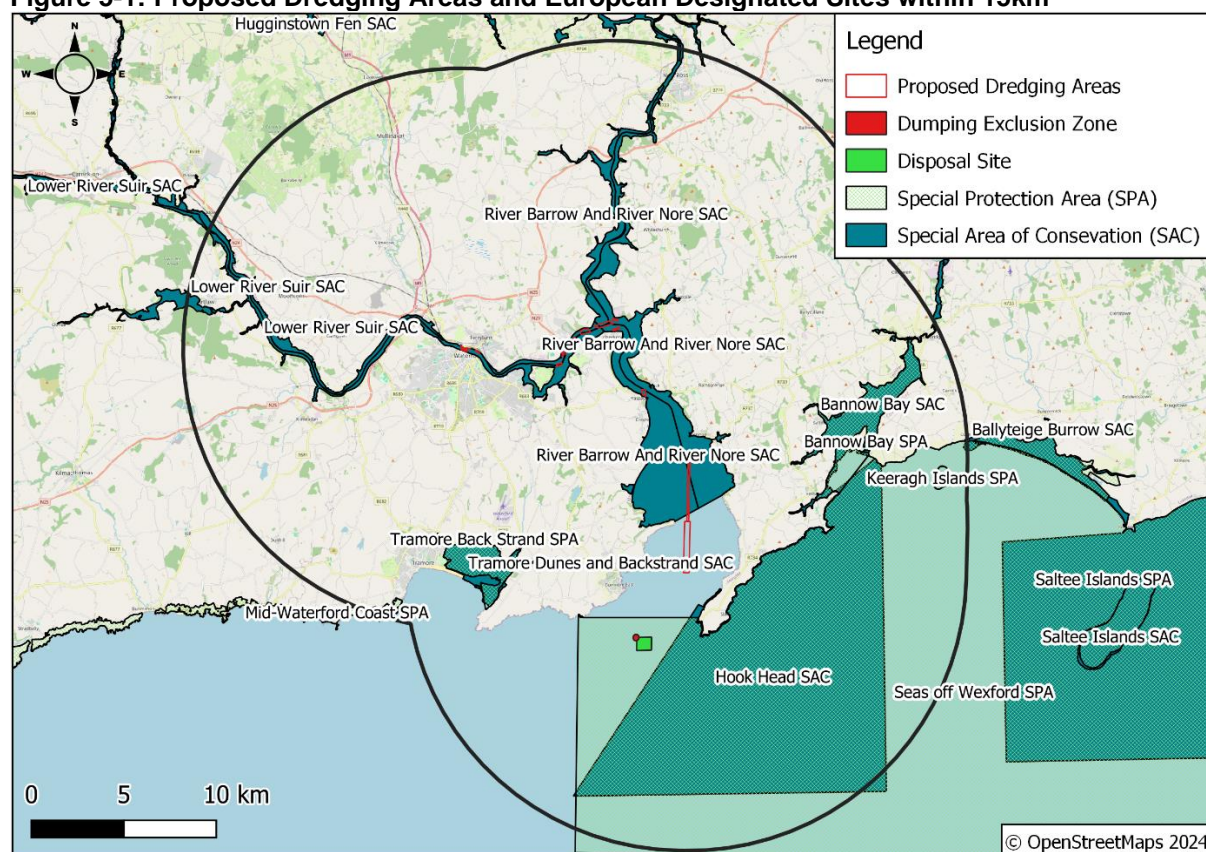 Figure 5-1: Proposed Dredging Areas and European Designated Sites within 15km
Hugginstown Fen SAC
N
W
E
S
Legend
Proposed Dredging Areas
Dumping Exclusion Zone
Disposal Site
Special Protection Area (SPA)
Special Area of Consevation (SAC)
Lower River Suir SAC
River Barrow And River Nore SAC
Lower River Suir SAC
Lower River Suir SAC
River Barrow And River Nore SAC
Bannow Bay SAC
Ballyteige Burrow SAC
Bannow Bay SPA
River Barrow And River Nore SAC
Keeragh Islands SPA
Tramore Back Strand SPA
Tramore Dunes and Backstrand SAC
Saltee Islands SPA
Mid-Waterford Coast SPA
Saltee Islands SAC
Hook Head SAC
Seas off Wexford SPA
0 5 10 km
© OpenStreetMaps 2024